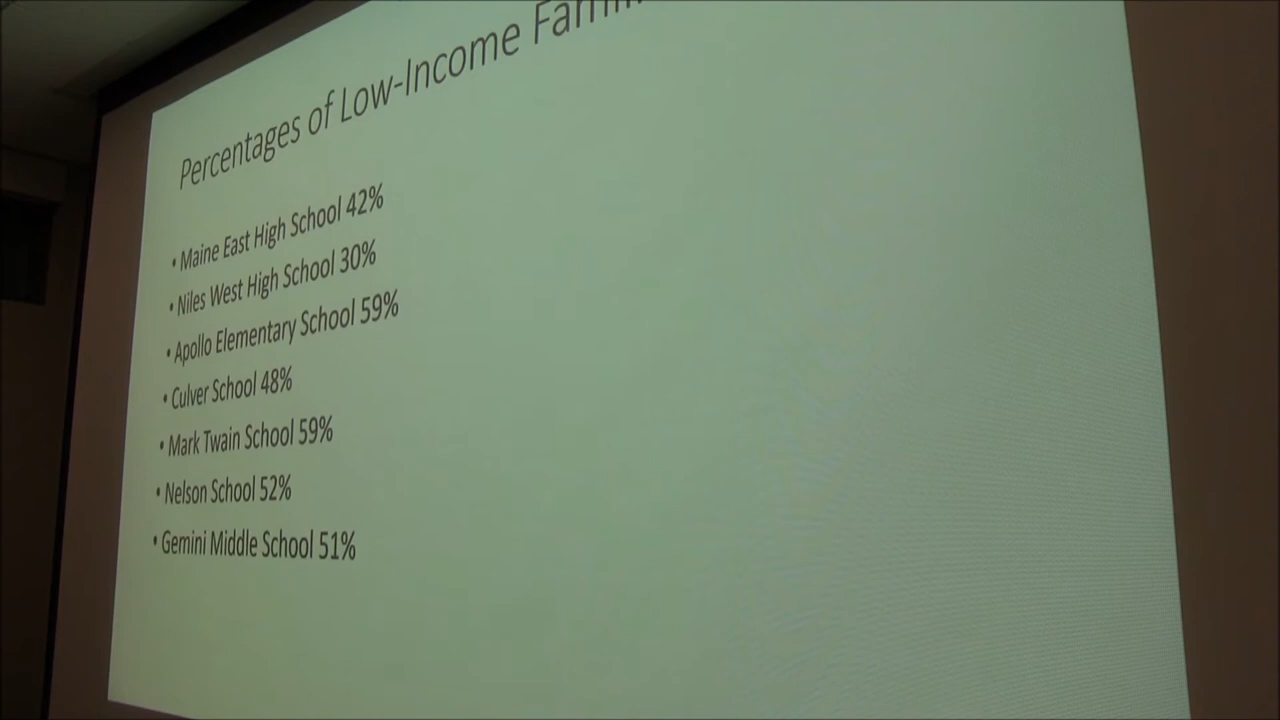 Percentages of Low-Income
• Maine East High School 42%
• Niles West High School 30%
• Apollo Elementary School 59%
• Culver School 48%
• Mark Twain School 59%
• Nelson School 52%
• Gemini Middle School 51%